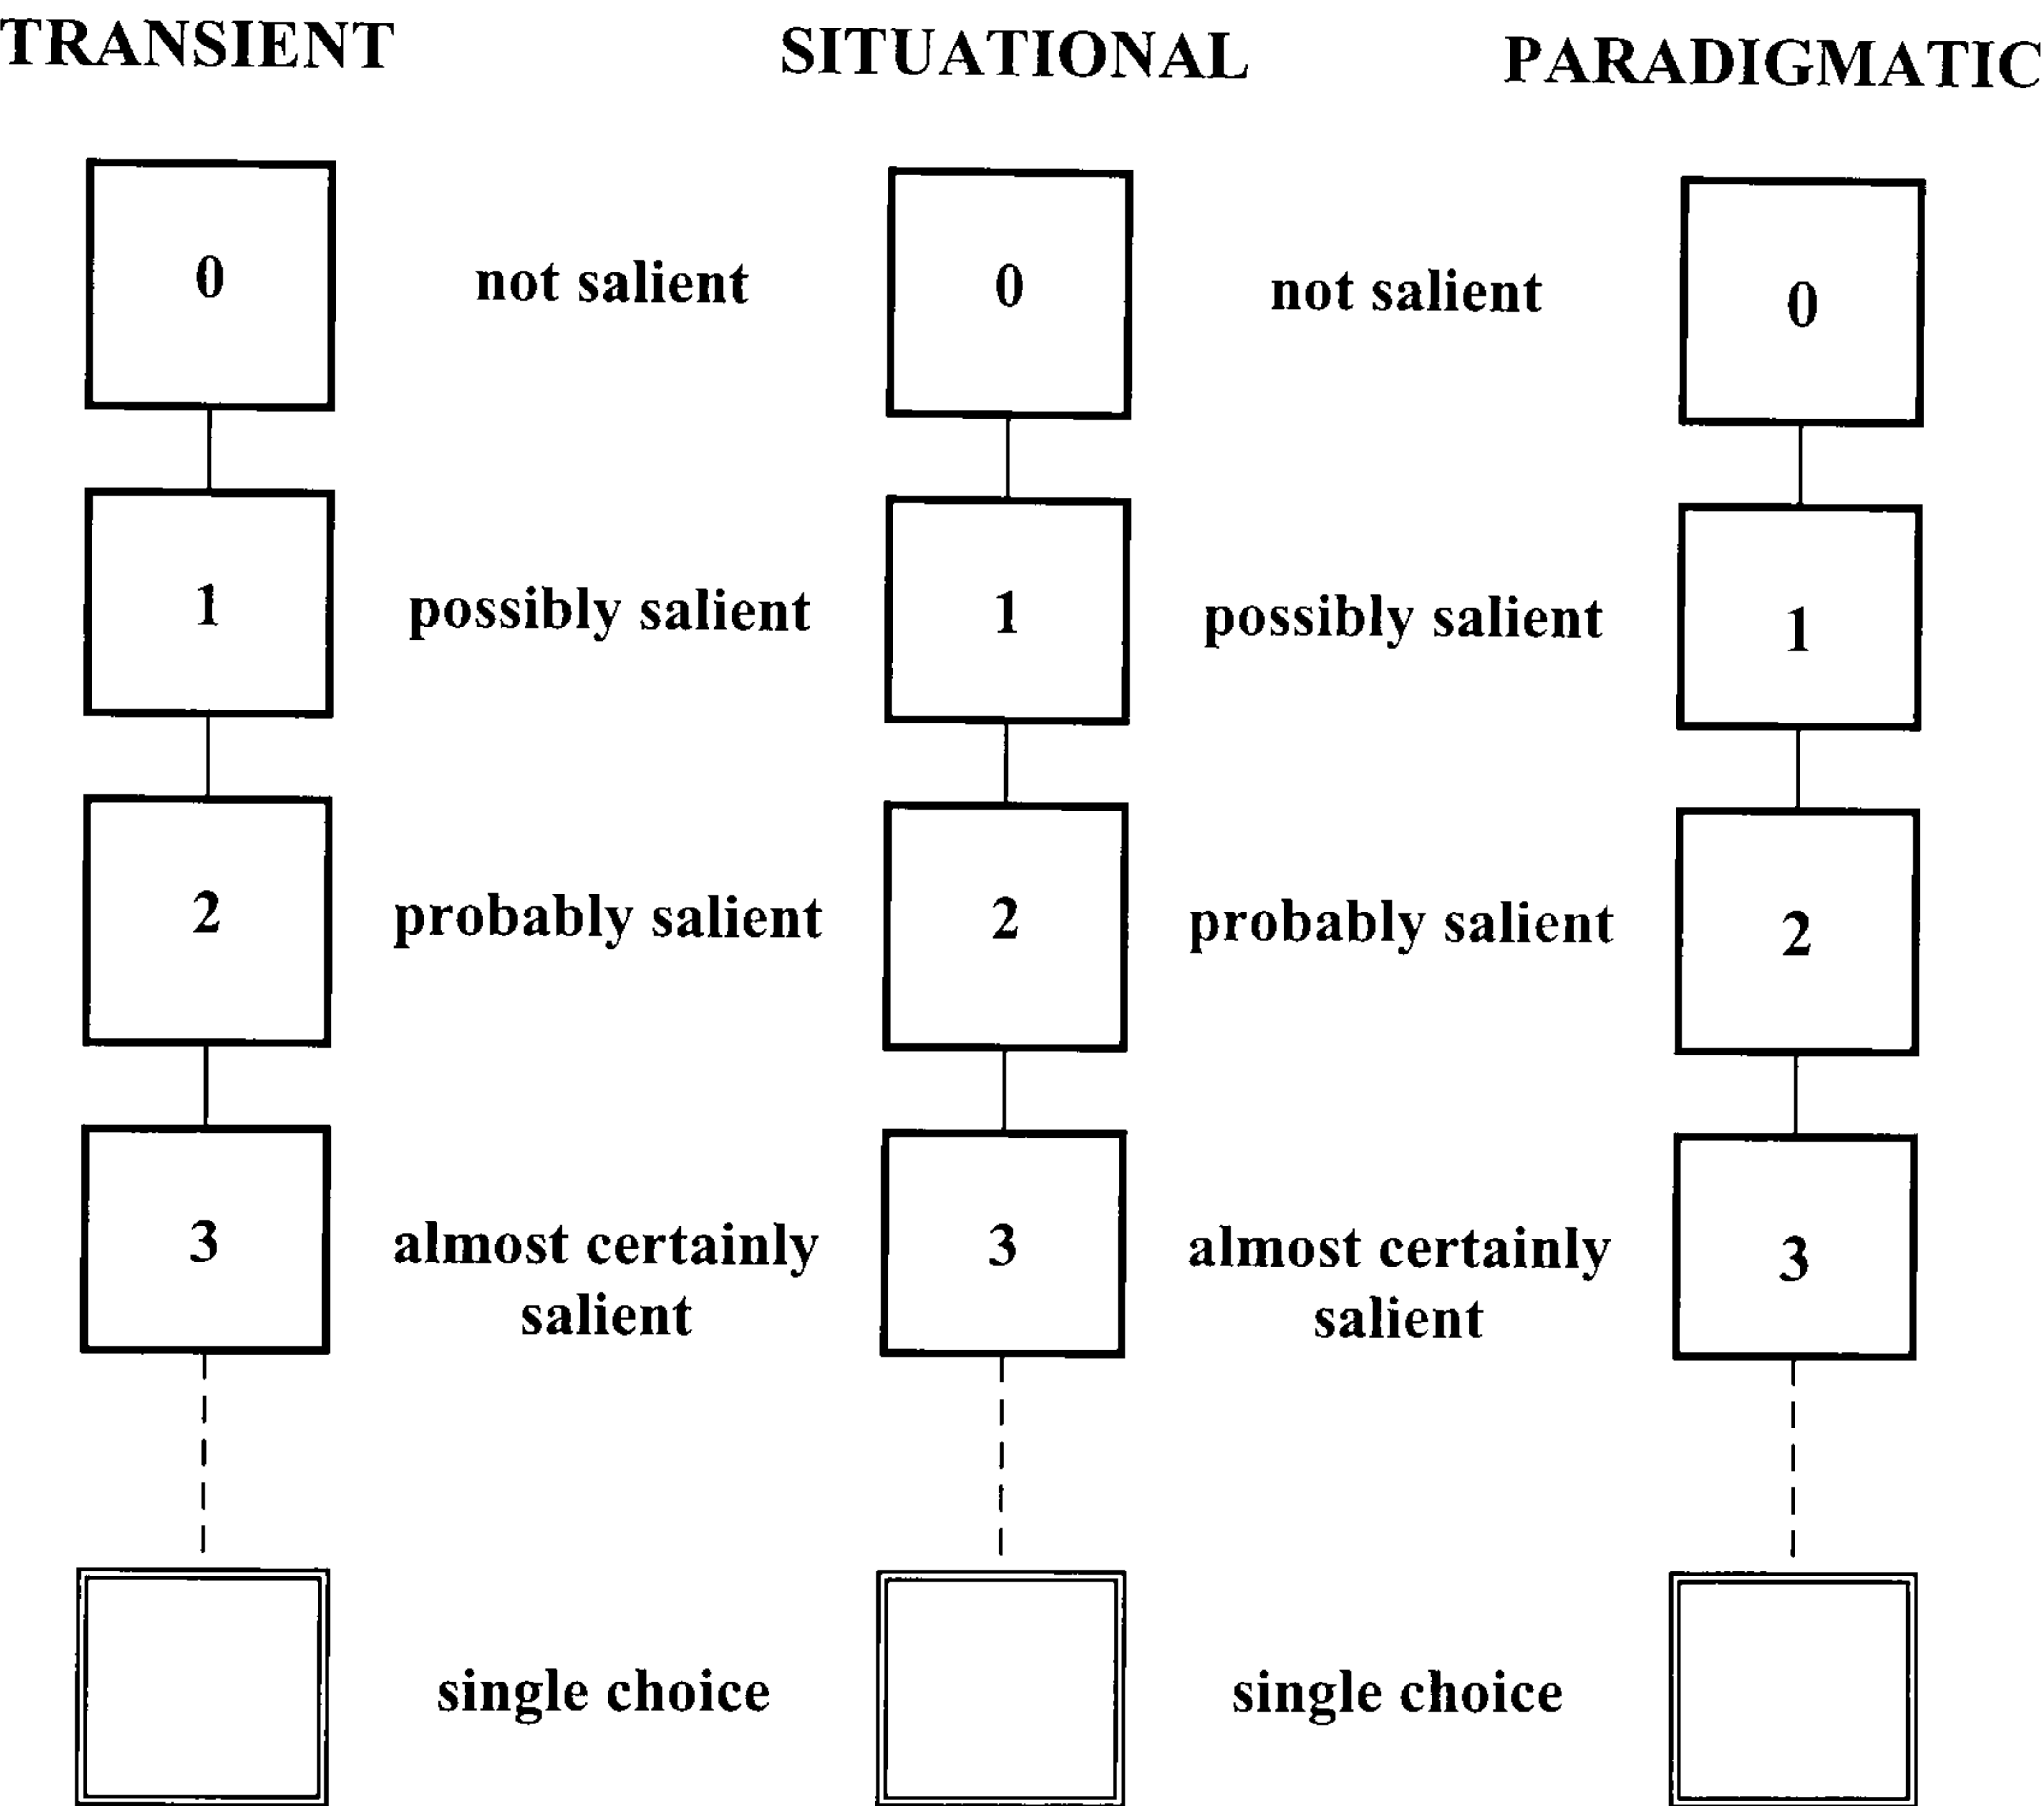 TRANSIENT SITUATIONAL PARADIGMATIC
0 not salient 0 not salient 0
1 possibly salient 1 possibly salient 1
2 probably salient 2 probably salient 2
3 almost certainly 3 almost certainly 3
salient salient
single choice single choice